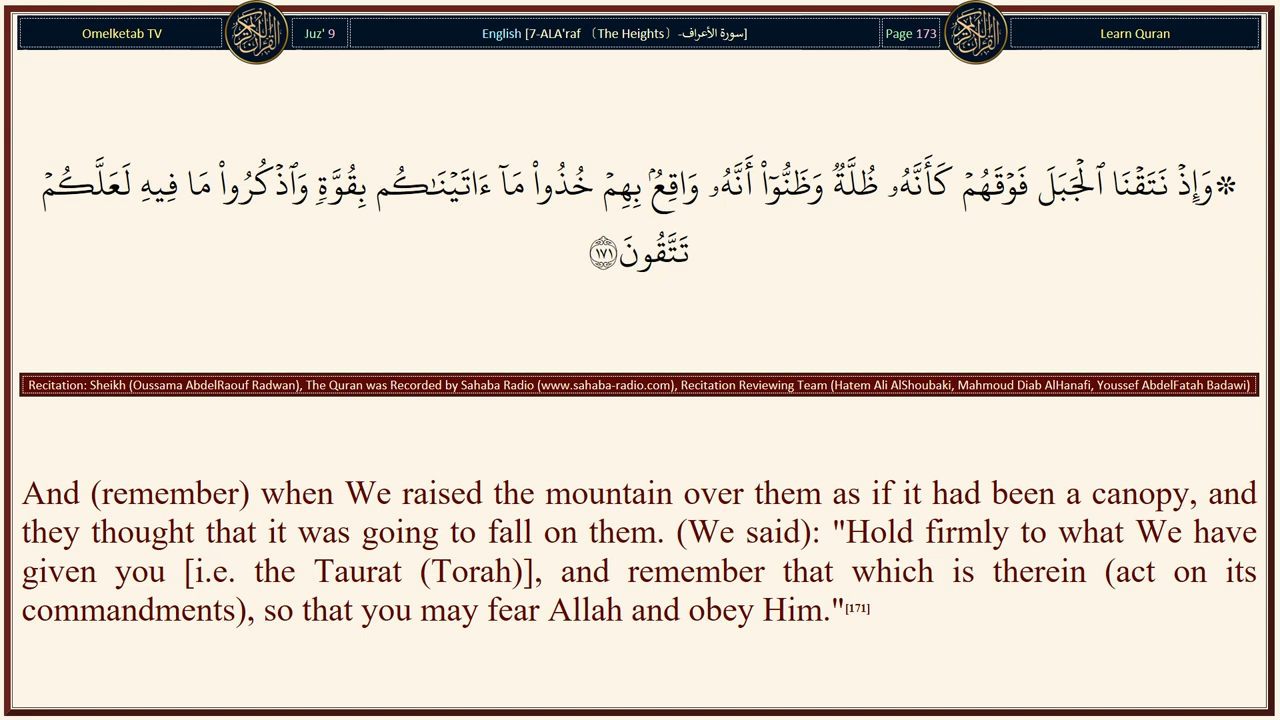 Omelketab TV
Juz' 9
English [7-ALA'raf （The Heights）-سورة الأعراف]
Page 173
Learn Quran
۞وَإِذۡ نَتَقۡنَا ٱلۡجَبَلَ فَوۡقَهُمۡ كَأَنَّهُۥ ظُلَّةٞ وَظَنُّوٓاْ أَنَّهُۥ وَاقِعُۢ بِهِمۡ خُذُواْ مَآ ءَاتَيۡنَٰكُم بِقُوَّةٖ وَٱذۡكُرُواْ مَا فِيهِ لَعَلَّكُمۡ
تَتَّقُونَ ١٧١
Recitation: Sheikh (Oussama AbdelRaouf Radwan), The Quran was Recorded by Sahaba Radio (www.sahaba-radio.com), Recitation Reviewing Team (Hatem Ali AlShoubaki, Mahmoud Diab AlHanafi, Youssef AbdelFatah Badawi)
And (remember) when We raised the mountain over them as if it had been a canopy, and
they thought that it was going to fall on them. (We said): "Hold firmly to what We have
given you [i.e. the Taurat (Torah)], and remember that which is therein (act on its
commandments), so that you may fear Allah and obey Him."[171]